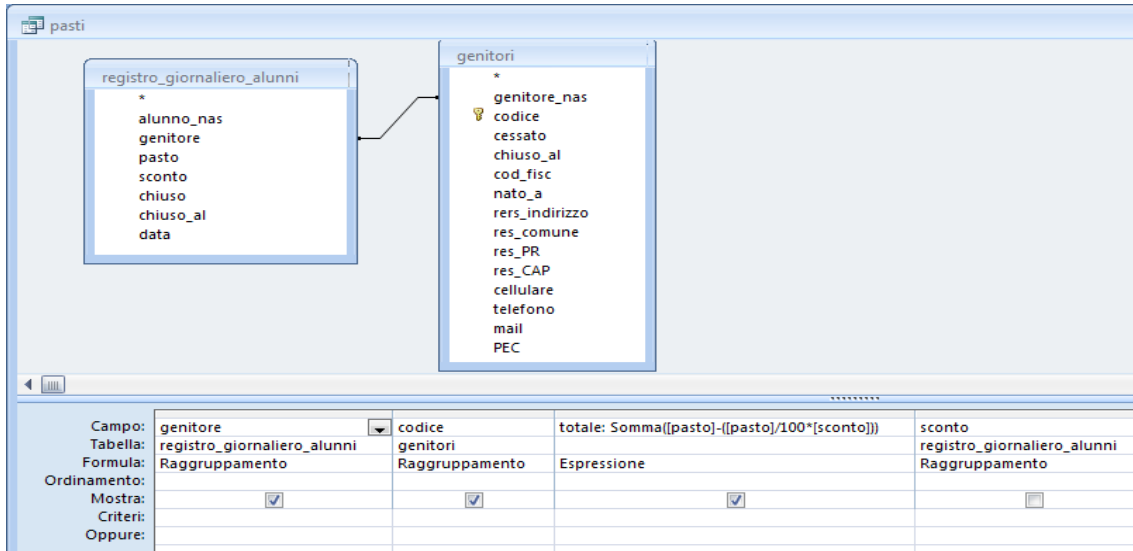 pasti
registro_giornaliero_alunni
*
alunno_nas
genitore
pasto
sconto
chiuso
chiuso_al
data
genitori
*
genitore_nas
codice
cessato
chiuso_al
cod_fisc
nato_a
rers_indirizzo
res_comune
res_PR
res_CAP
cellulare
telefono
mail
PEC
Campo: genitore codice totale: Somma([pasto]-([pasto]/100*[sconto])) sconto
Tabella: registro_giornaliero_alunni genitori registro_giornaliero_alunni
Formula: Raggruppamento Raggruppamento Espressione Raggruppamento
Ordinamento:
Mostra:
Criteri:
Oppure: